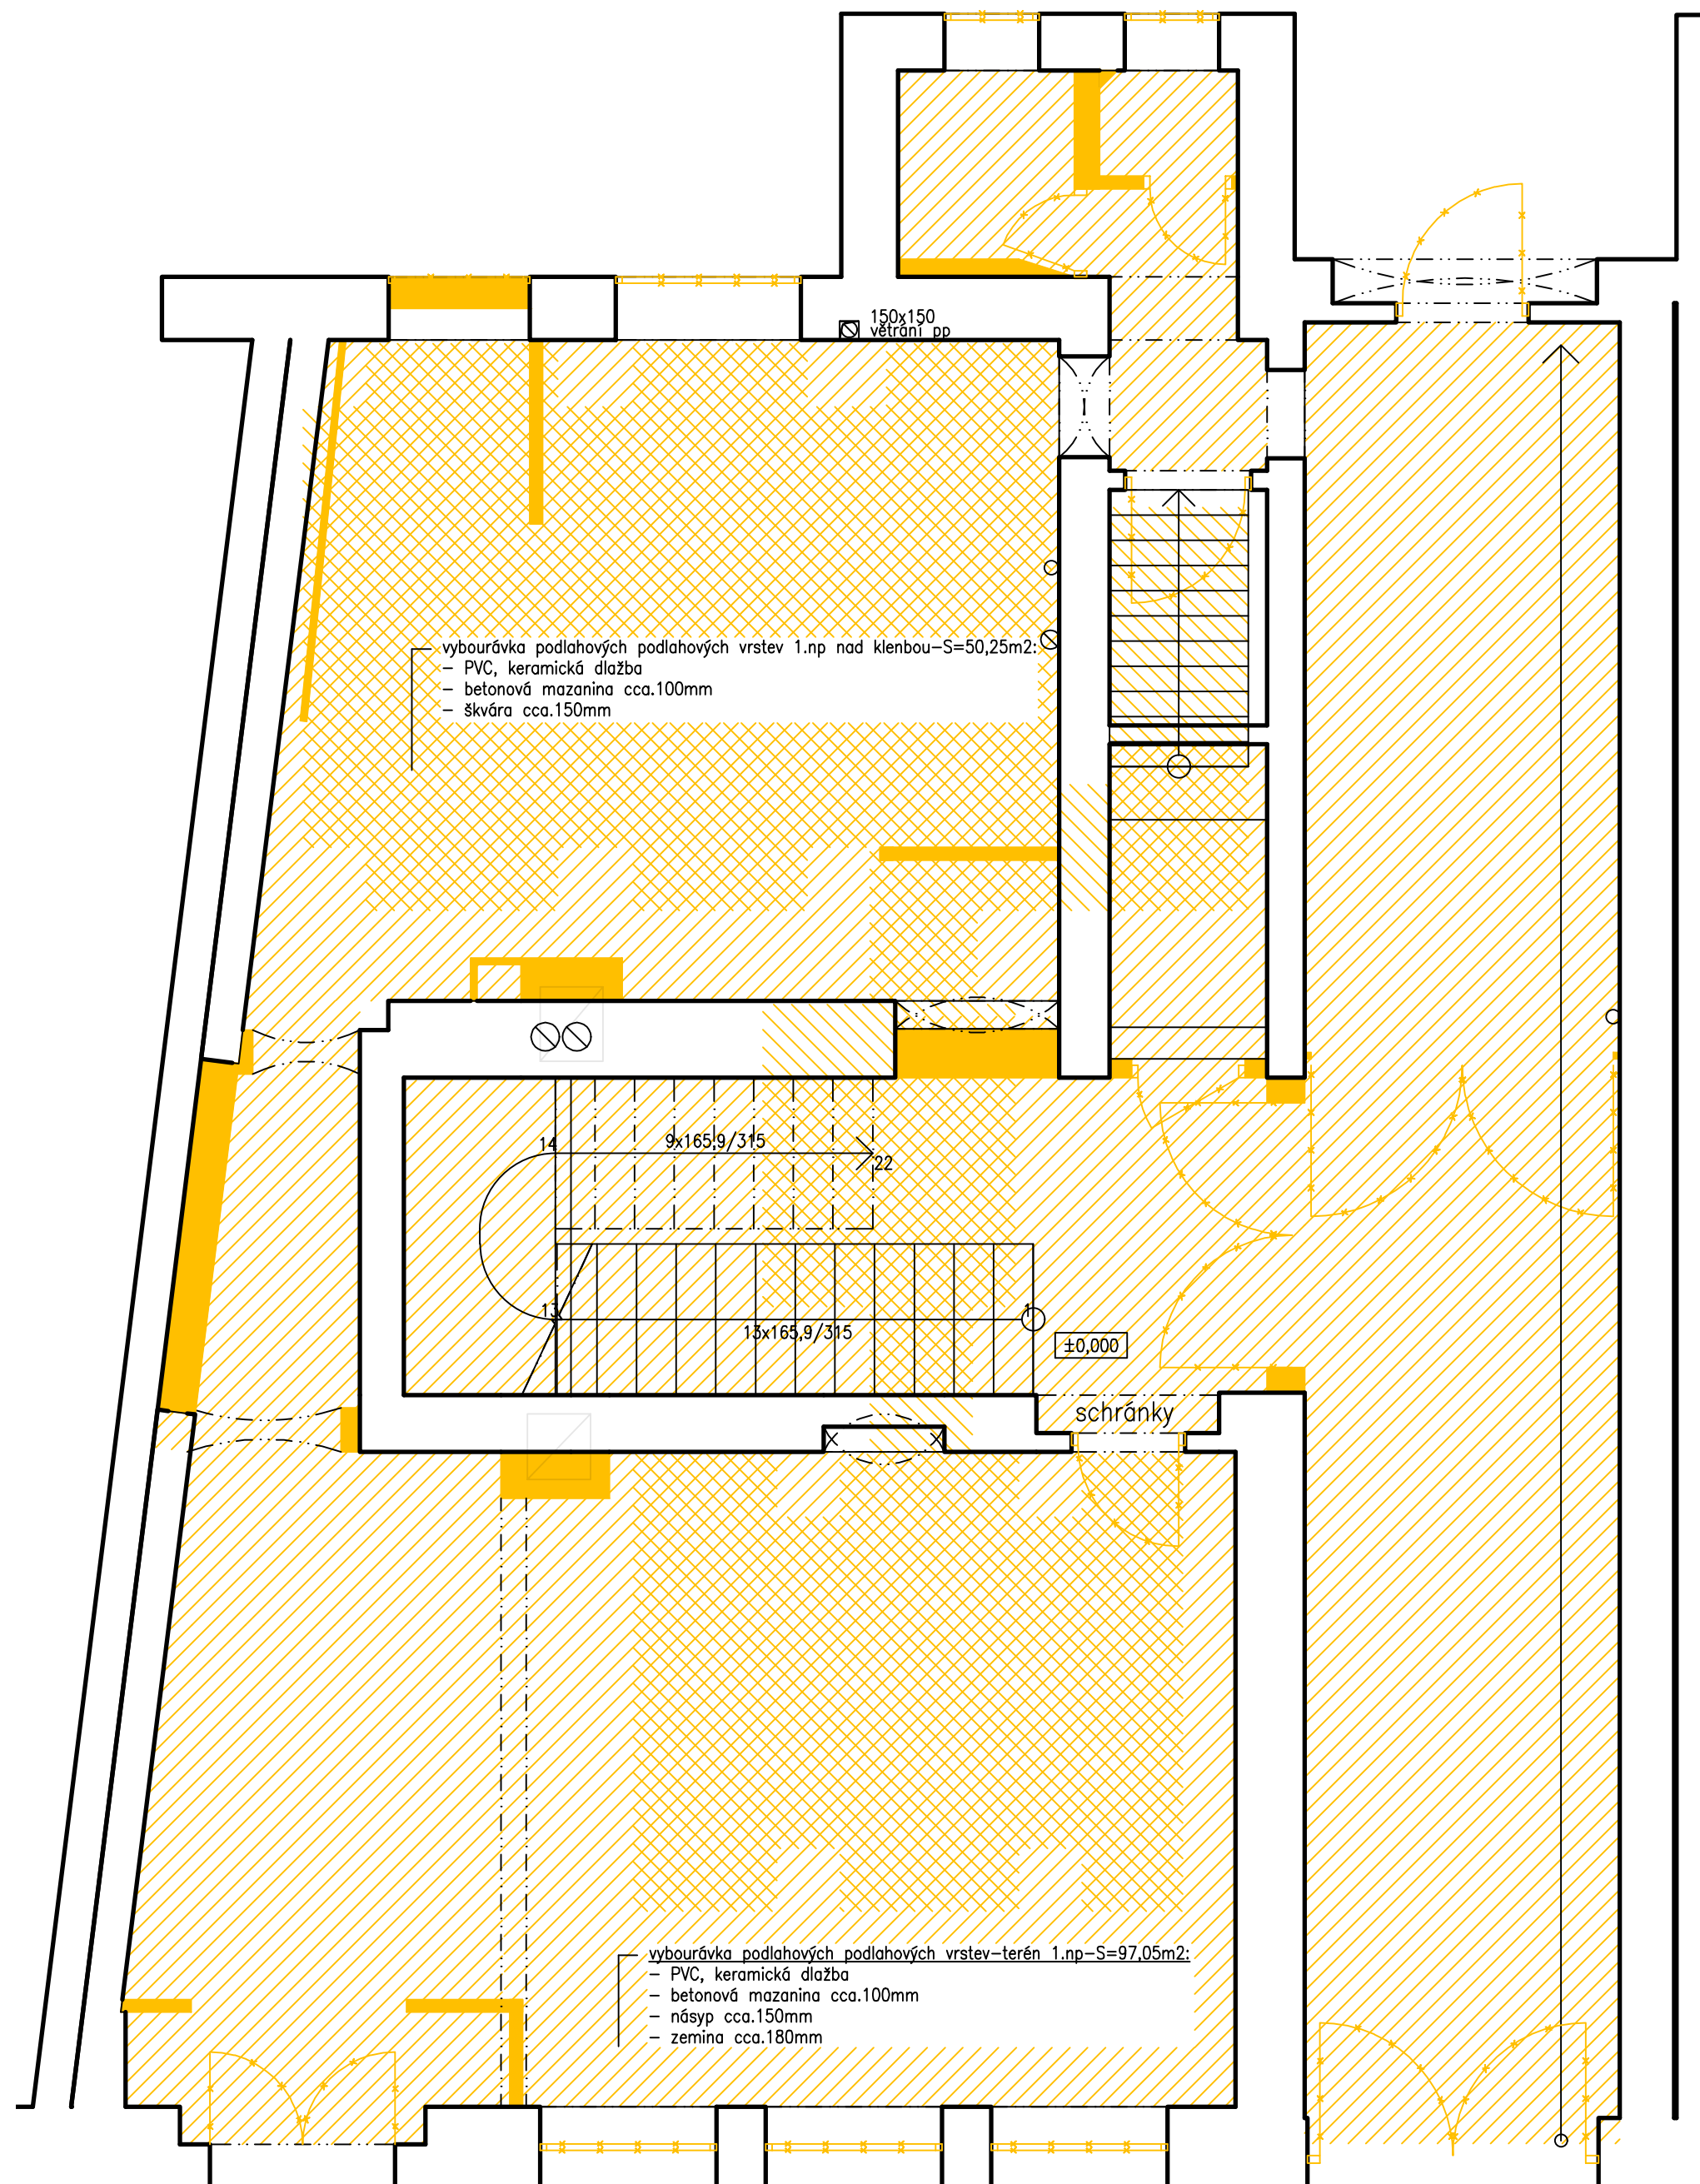 150x150
větrání pp
vybourávka podlahových podlahových vrstev 1.np nad klenbou-S=50,25m2:
- PVC, keramická dlažba
- betonová mazanina cca.100mm
- škvára cca.150mm
14
9x165,9/315
22
13
1
13x165,9/315
±0,000
schránky
vybourávka podlahových podlahových vrstev-terén 1.np-S=97,05m2:
- PVC, keramická dlažba
- betonová mazanina cca.100mm
- násyp cca.150mm
- zemina cca.180mm